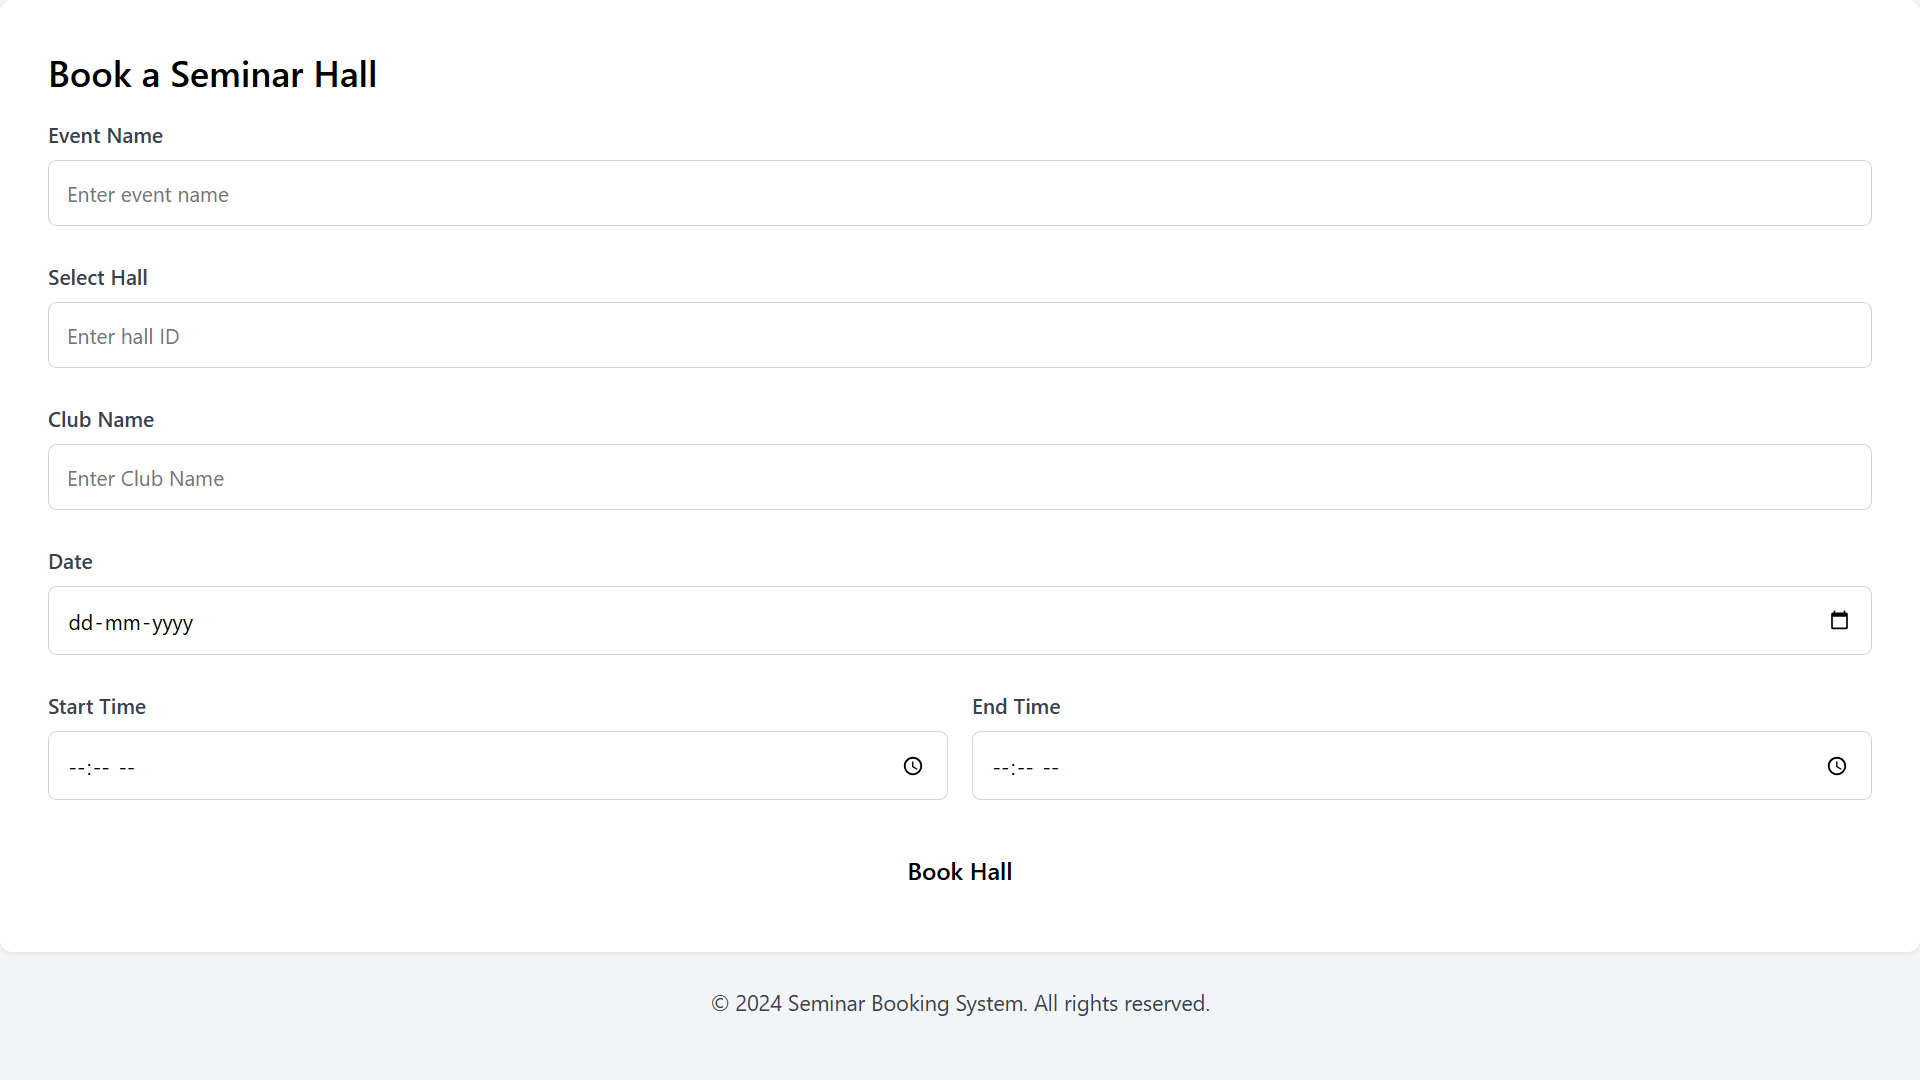 Book a Seminar Hall
Event Name
Enter event name
Select Hall
Enter hall ID
Club Name
Enter Club Name
Date
dd-mm-yyyy
Start Time
End Time
--:-- --
--:-- --
Book Hall
© 2024 Seminar Booking System. All rights reserved.